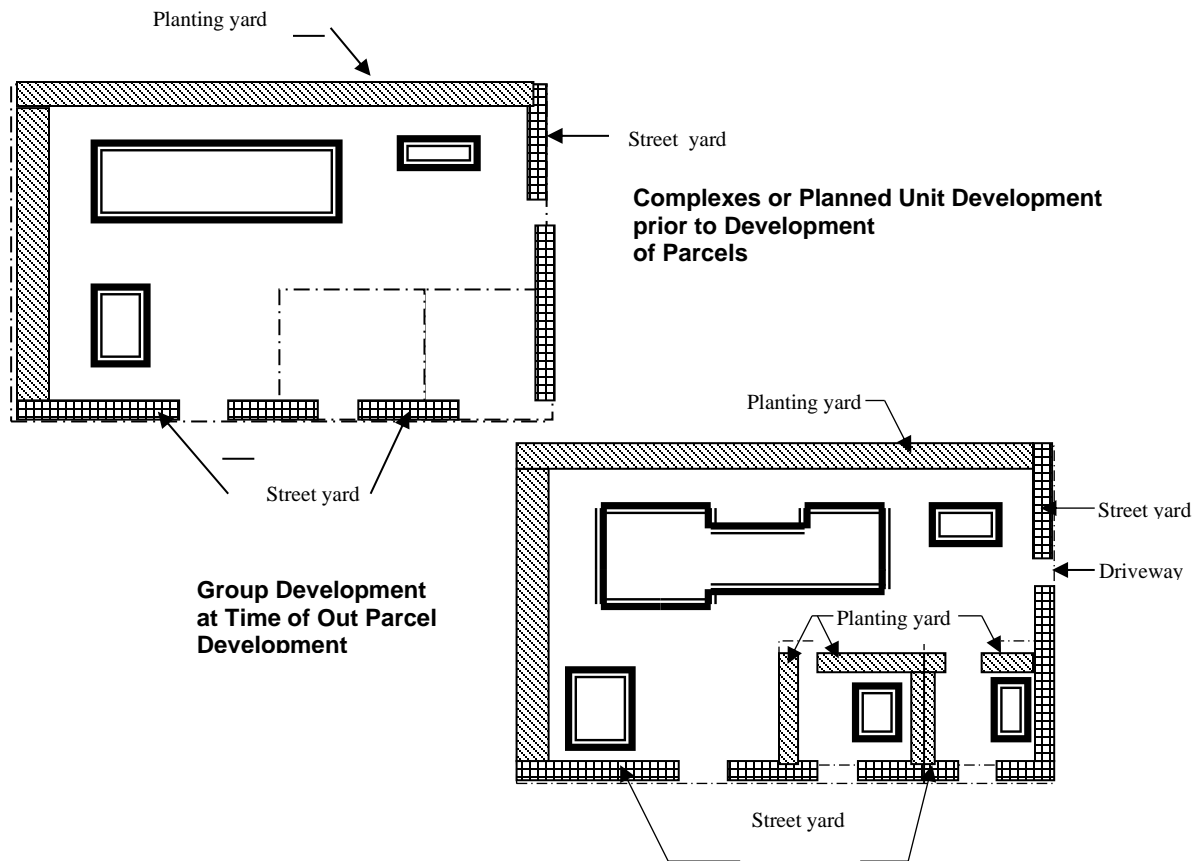 Planting yard
Street yard
Complexes or Planned Unit Development
prior to Development
of Parcels
Street yard
Planting yard
Street yard
Driveway
Group Development
at Time of Out Parcel
Development
Planting yard
Street yard